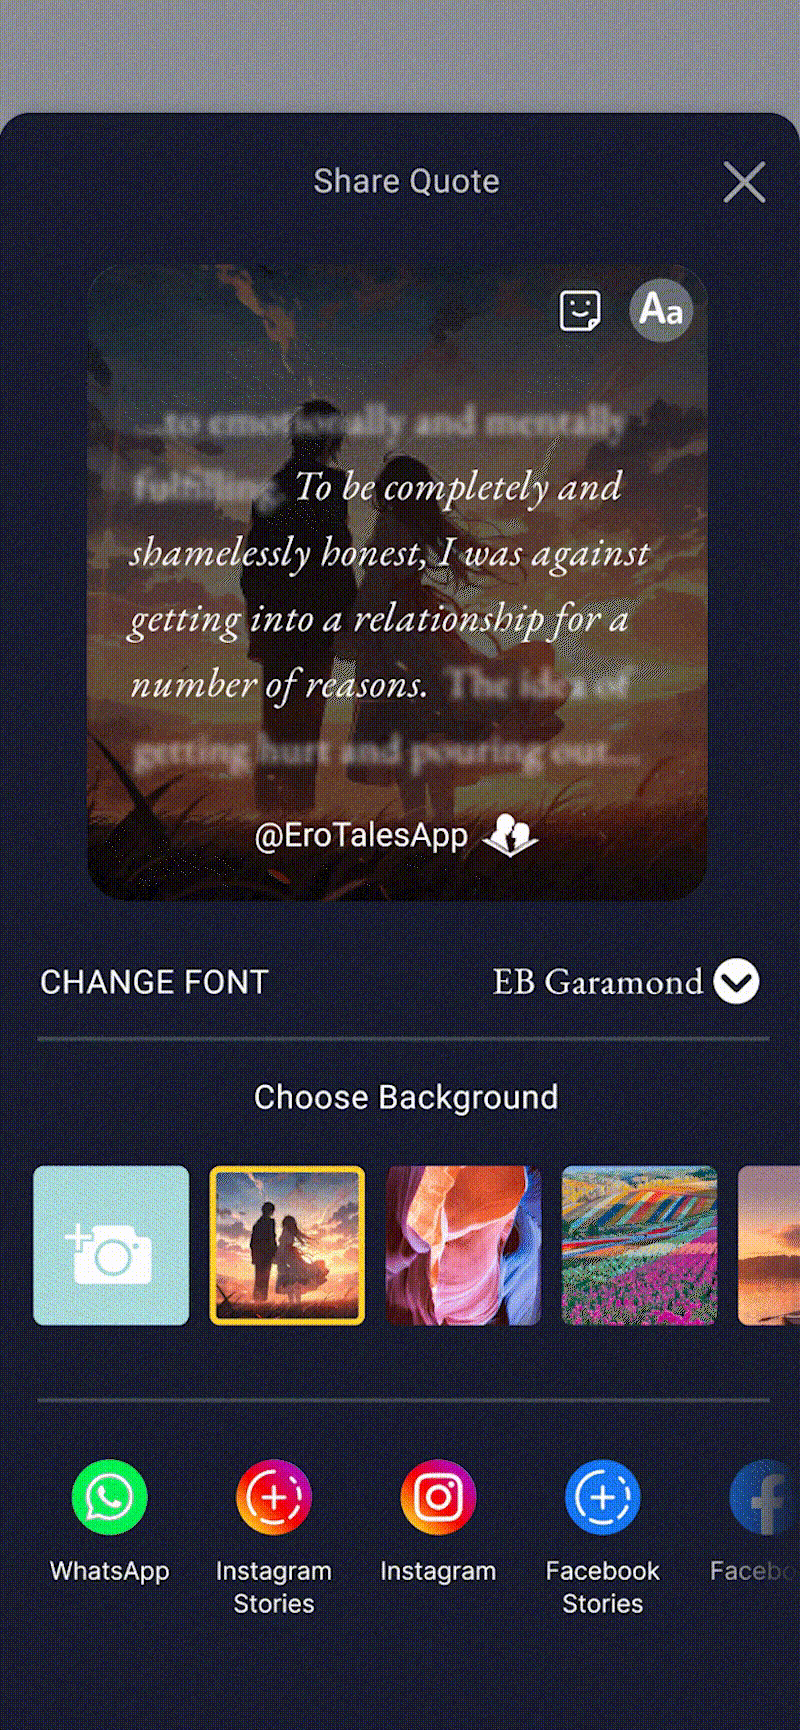 Share Quote
Aa
...to emotionally and mentally
fulfilling. To be completely and
shamelessly honest, I was against
getting into a relationship for a
number of reasons. The idea of
getting hurt and pouring out...
@EroTalesApp
CHANGE FONT EB Garamond
Choose Background
WhatsApp Instagram Stories Instagram Facebook Stories Facebo